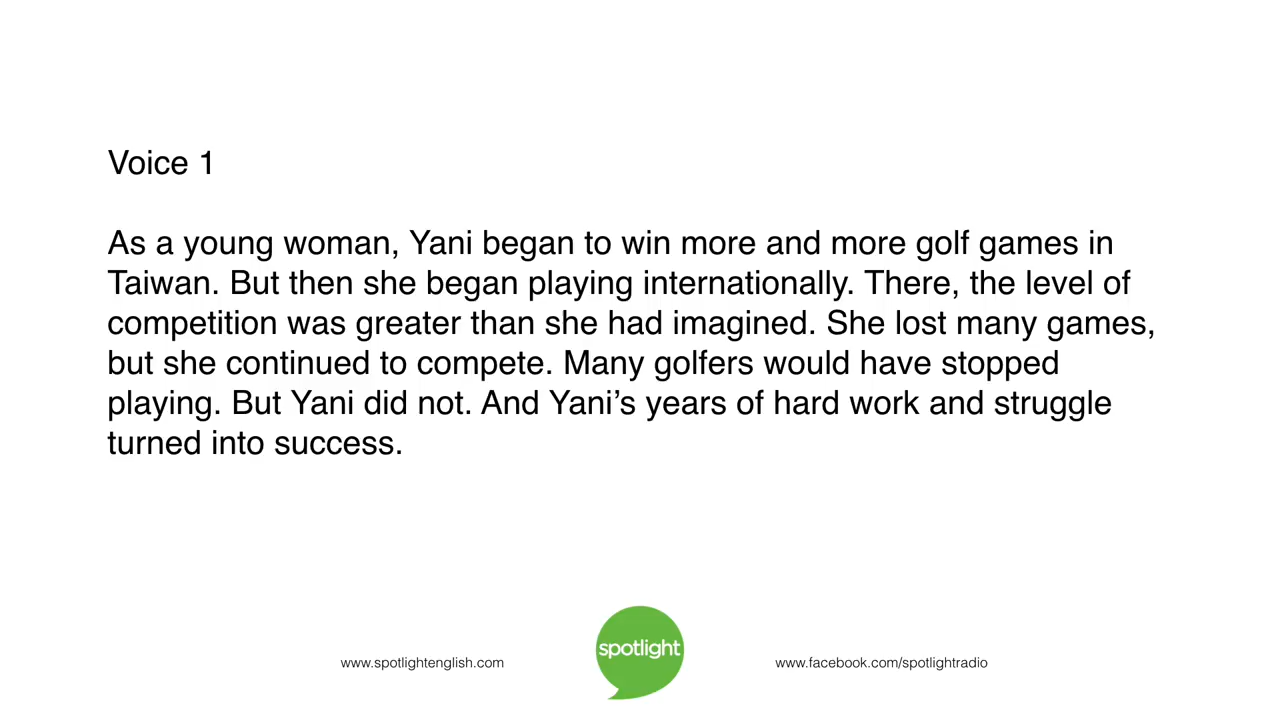 Voice 1
As a young woman, Yani began to win more and more golf games in
Taiwan. But then she began playing internationally. There, the level of
competition was greater than she had imagined. She lost many games,
but she continued to compete. Many golfers would have stopped
playing. But Yani did not. And Yani’s years of hard work and struggle
turned into success.
www.spotlightenglish.com
spotlight
www.facebook.com/spotlightradio